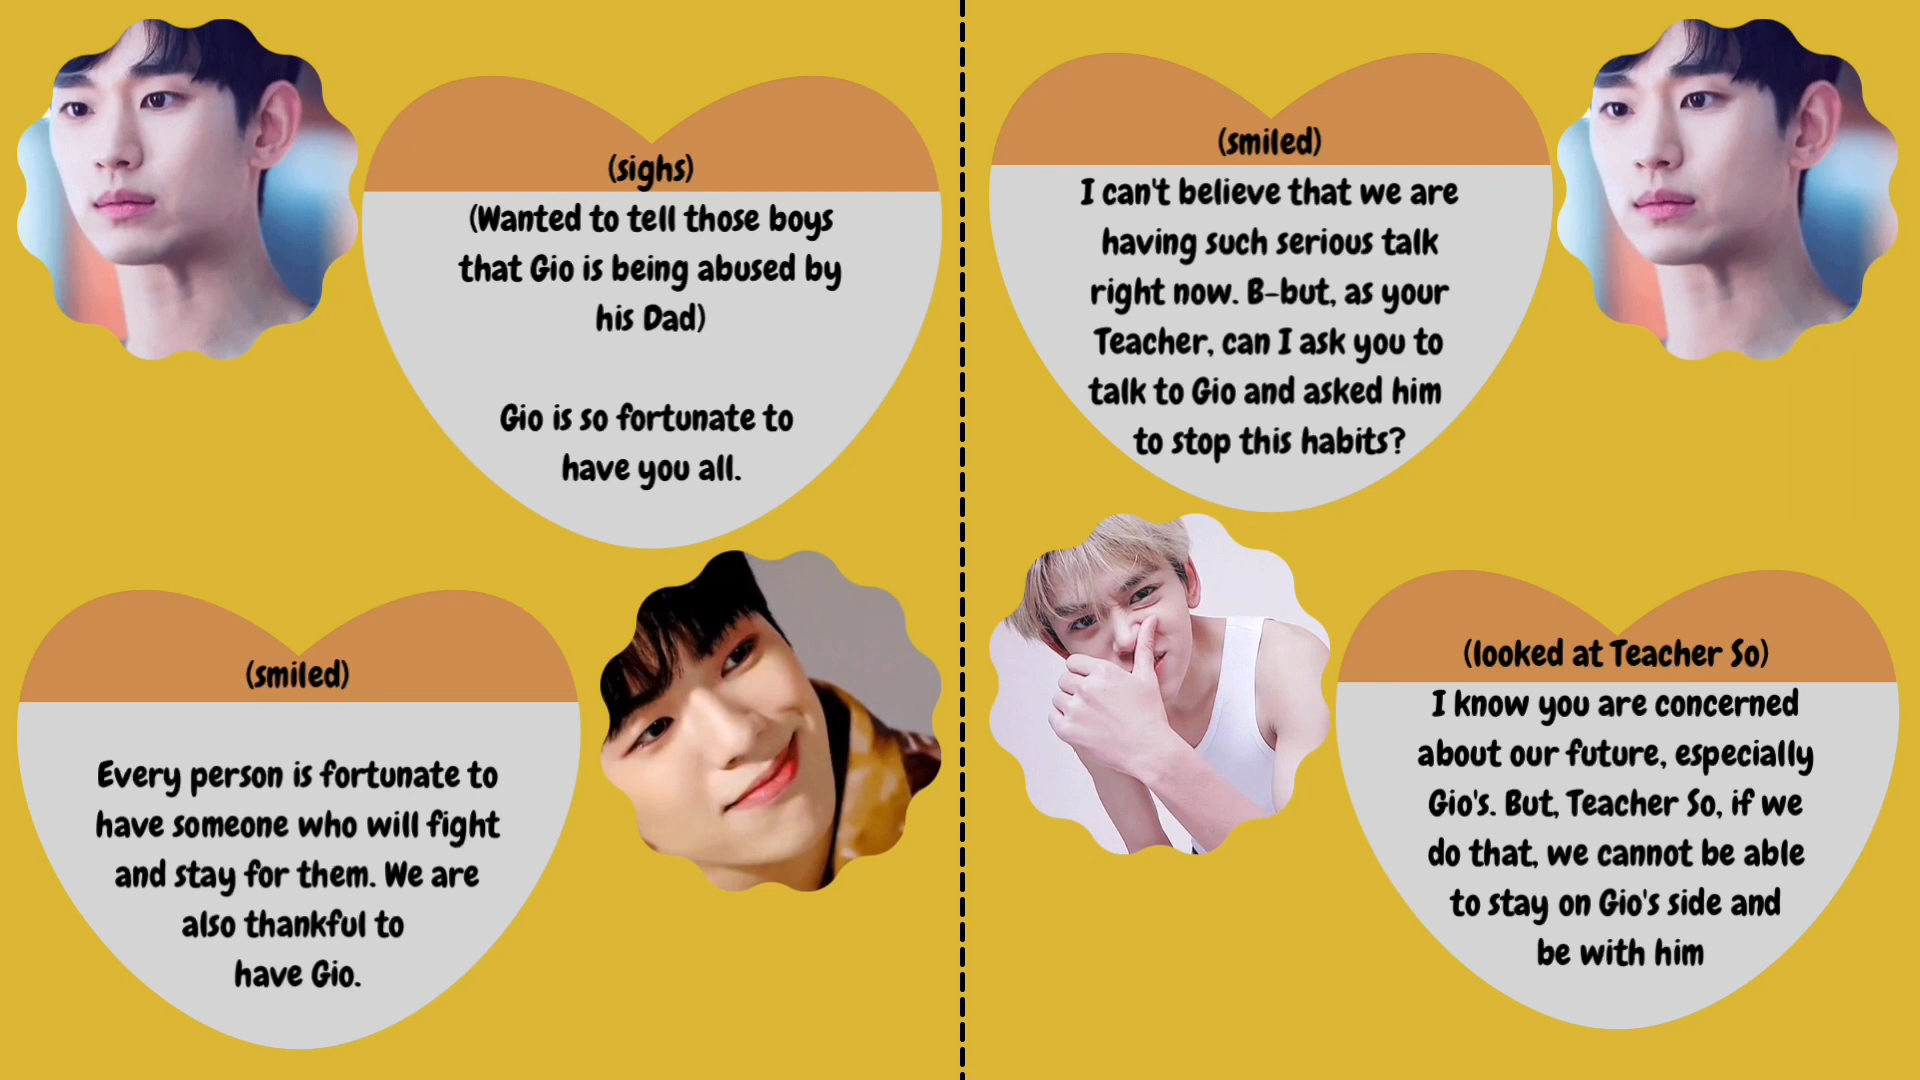 (sighs)
(Wanted to tell those boys
that Gio is being abused by
his Dad)
Gio is so fortunate to
have you all.
(smiled)
Every person is fortunate to
have someone who will fight
and stay for them. We are
also thankful to
have Gio.
(smiled)
I can't believe that we are
having such serious talk
right now. B-but, as your
Teacher, can I ask you to
talk to Gio and asked him
to stop this habits?
(looked at Teacher So)
I know you are concerned
about our future, especially
Gio's. But, Teacher So, if we
do that, we cannot be able
to stay on Gio's side and
be with him